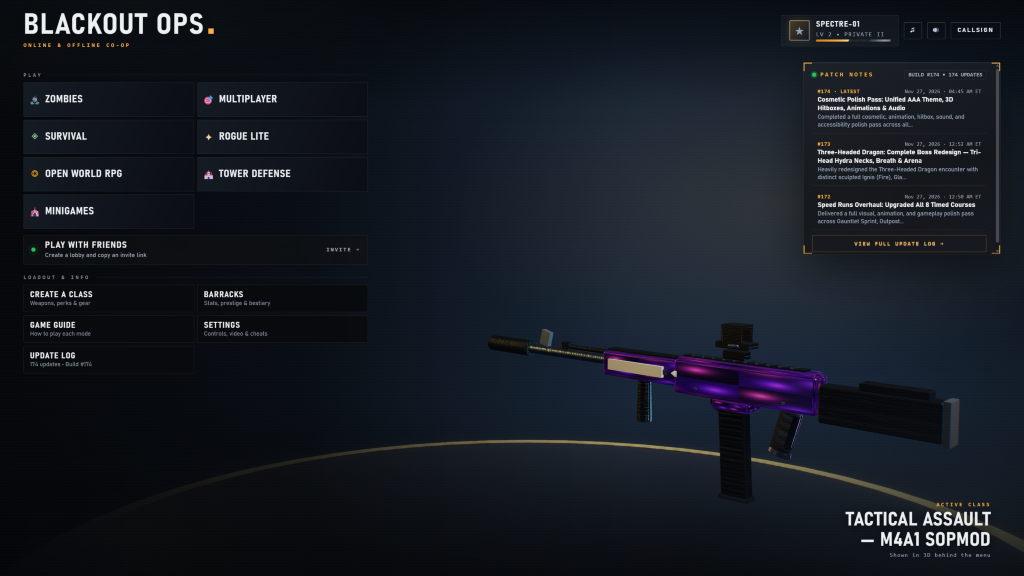 BLACKOUT OPS.
ONLINE & OFFLINE CO-OP
SPECTRE-01
LV 2 • PRIVATE II
CALLSIGN
PLAY
ZOMBIES
MULTIPLAYER
SURVIVAL
ROGUE LITE
OPEN WORLD RPG
TOWER DEFENSE
MINIGAMES
PLAY WITH FRIENDS
Create a lobby and copy an invite link
INVITE →
LOADOUT & INFO
CREATE A CLASS
Weapons, perks & gear
BARRACKS
Stats, prestige & bestiary
GAME GUIDE
How to play each mode
SETTINGS
Controls, video & cheats
UPDATE LOG
174 updates · Build #174
PATCH NOTES
BUILD #174 • 174 UPDATES
#174 · LATEST
Nov 27, 2026 · 04:45 AM ET
Cosmetic Polish Pass: Unified AAA Theme, 3D
Hitboxes, Animations & Audio
Completed a full cosmetic, animation, hitbox, sound, and
accessibility polish pass across all…
#173
Nov 27, 2026 · 12:52 AM ET
Three-Headed Dragon: Complete Boss Redesign — Tri-
Head Hydra Necks, Breath & Arena
Heavily redesigned the Three-Headed Dragon encounter with
distinct sculpted Ignis (Fire), Gla…
#172
Nov 27, 2026 · 12:50 AM ET
Speed Runs Overhaul: Upgraded All 8 Timed Courses
Delivered a full visual, animation, and gameplay polish pass
across Gauntlet Sprint, Outpost…
VIEW FULL UPDATE LOG →
ACTIVE CLASS
TACTICAL ASSAULT
— M4A1 SOPMOD
Shown in 3D behind the menu